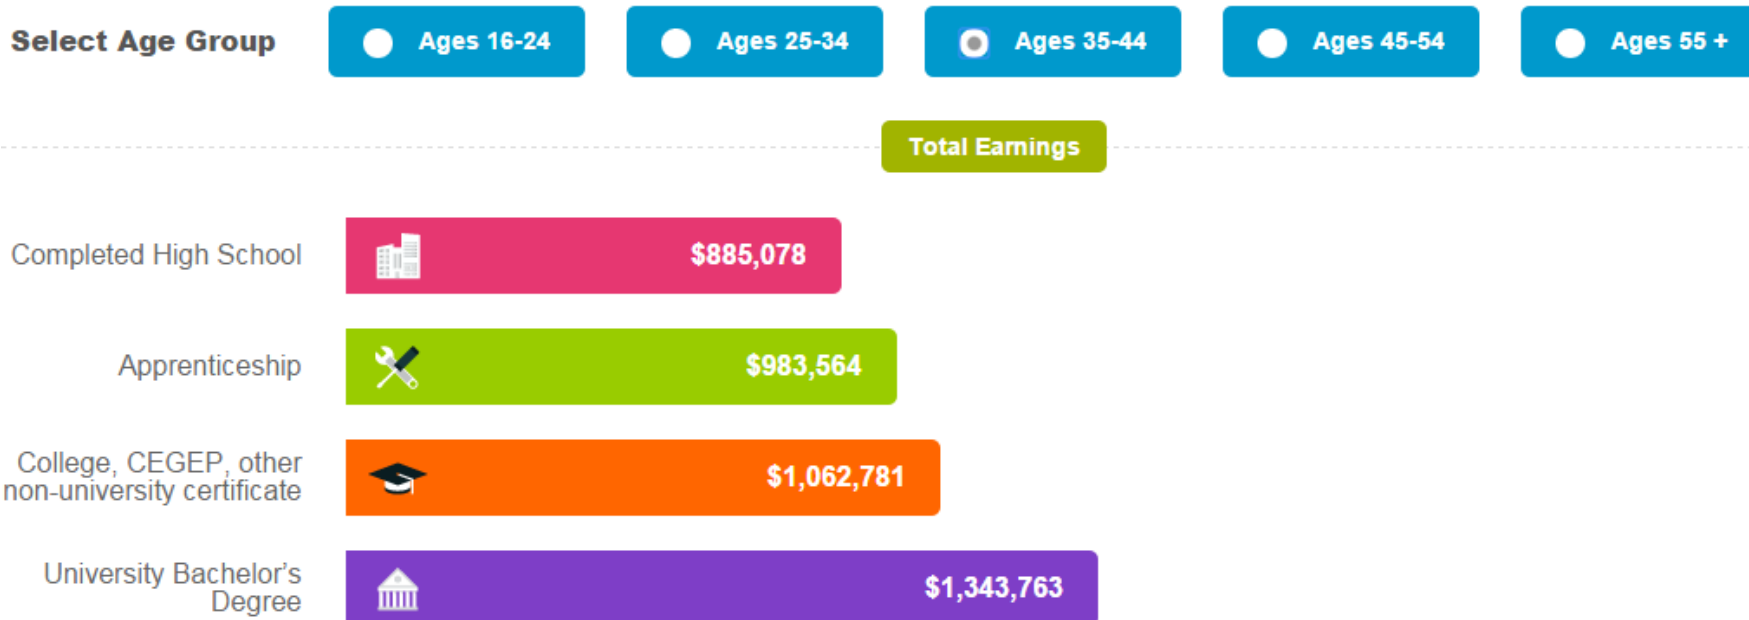 Select Age Group Ages 16-24 Ages 25-34 Ages 35-44 Ages 45-54 Ages 55 +
Total Earnings
Completed High School $885,078
Apprenticeship $983,564
College, CEGEP, other
non-university certificate $1,062,781
University Bachelor’s
Degree $1,343,763